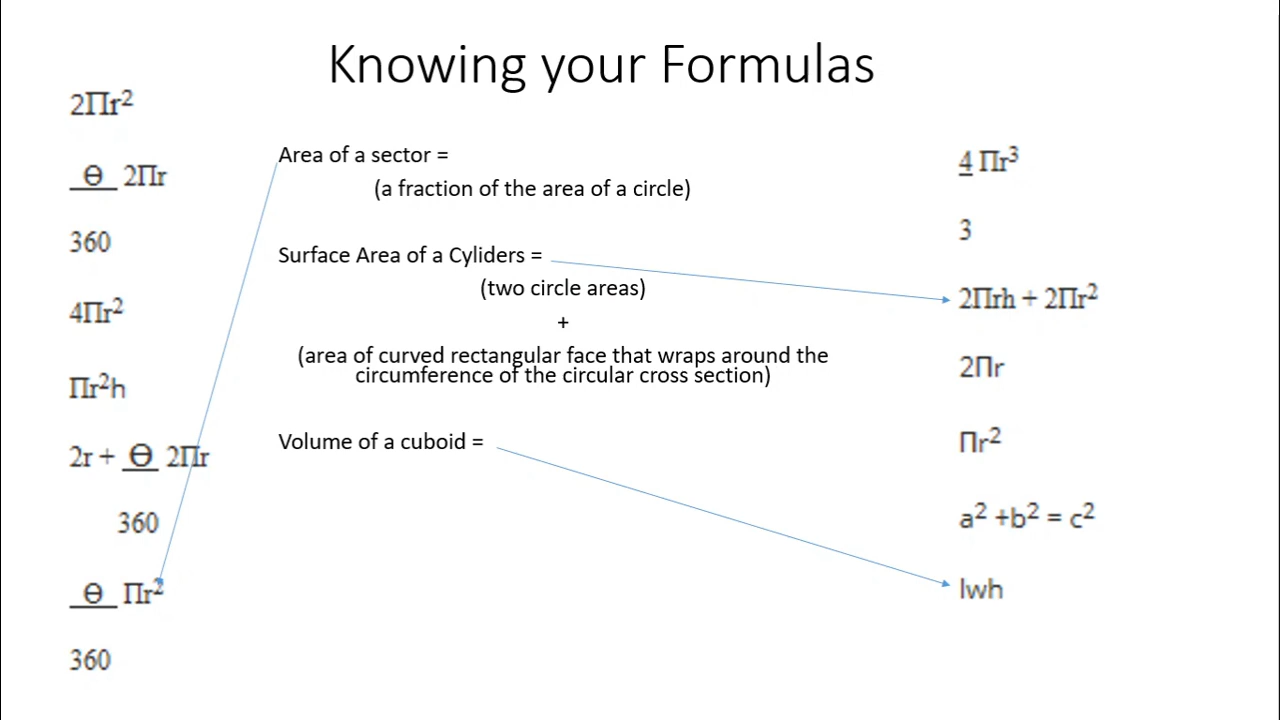 Knowing your Formulas
2Πr²
Θ 2Πr
360
4Πr²
Πr²h
2r + Θ 2Πr
360
Θ Πr²
360
Area of a sector =
(a fraction of the area of a circle)
Surface Area of a Cyliders =
(two circle areas)
+
(area of curved rectangular face that wraps around the
circumference of the circular cross section)
Volume of a cuboid =
4 Πr³
3
2Πrh + 2Πr²
2Πr
Πr²
a² +b² = c²
lwh